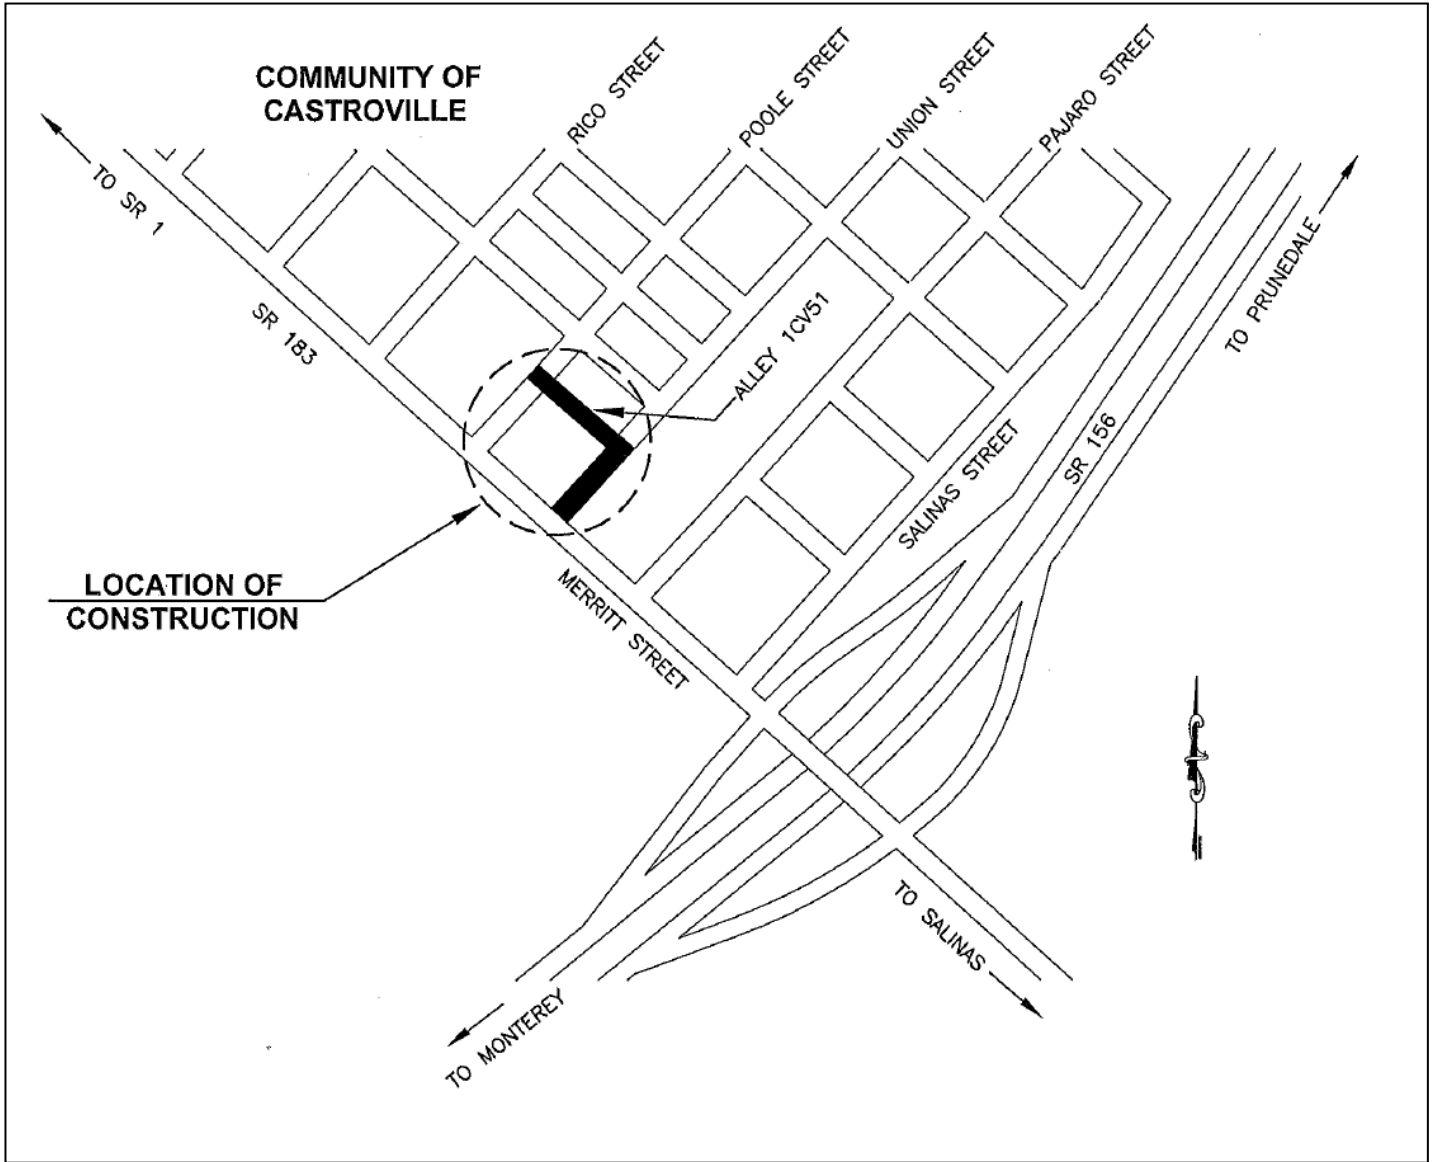 COMMUNITY OF
CASTROVILLE
RICO STREET
POOLE STREET
UNION STREET
PAJARO STREET
TO SR 1
SR 183
ALLEY 1CV51
TO PRUNEDALE
SR 156
SALINAS STREET
LOCATION OF
CONSTRUCTION
MERRITT STREET
TO SALINAS
TO MONTEREY